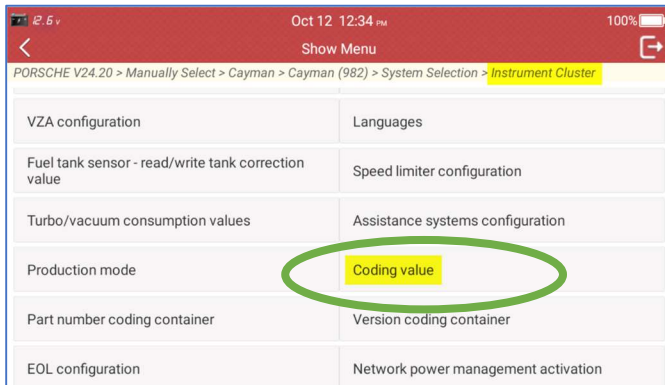 12.6 v Oct 12 12:34 PM 100%
Show Menu
PORSCHE V24.20 > Manually Select > Cayman > Cayman (982) > System Selection > Instrument Cluster
VZA configuration Languages
Fuel tank sensor - read/write tank correction
value
Speed limiter configuration
Turbo/vacuum consumption values Assistance systems configuration
Production mode Coding value
Part number coding container Version coding container
EOL configuration Network power management activation